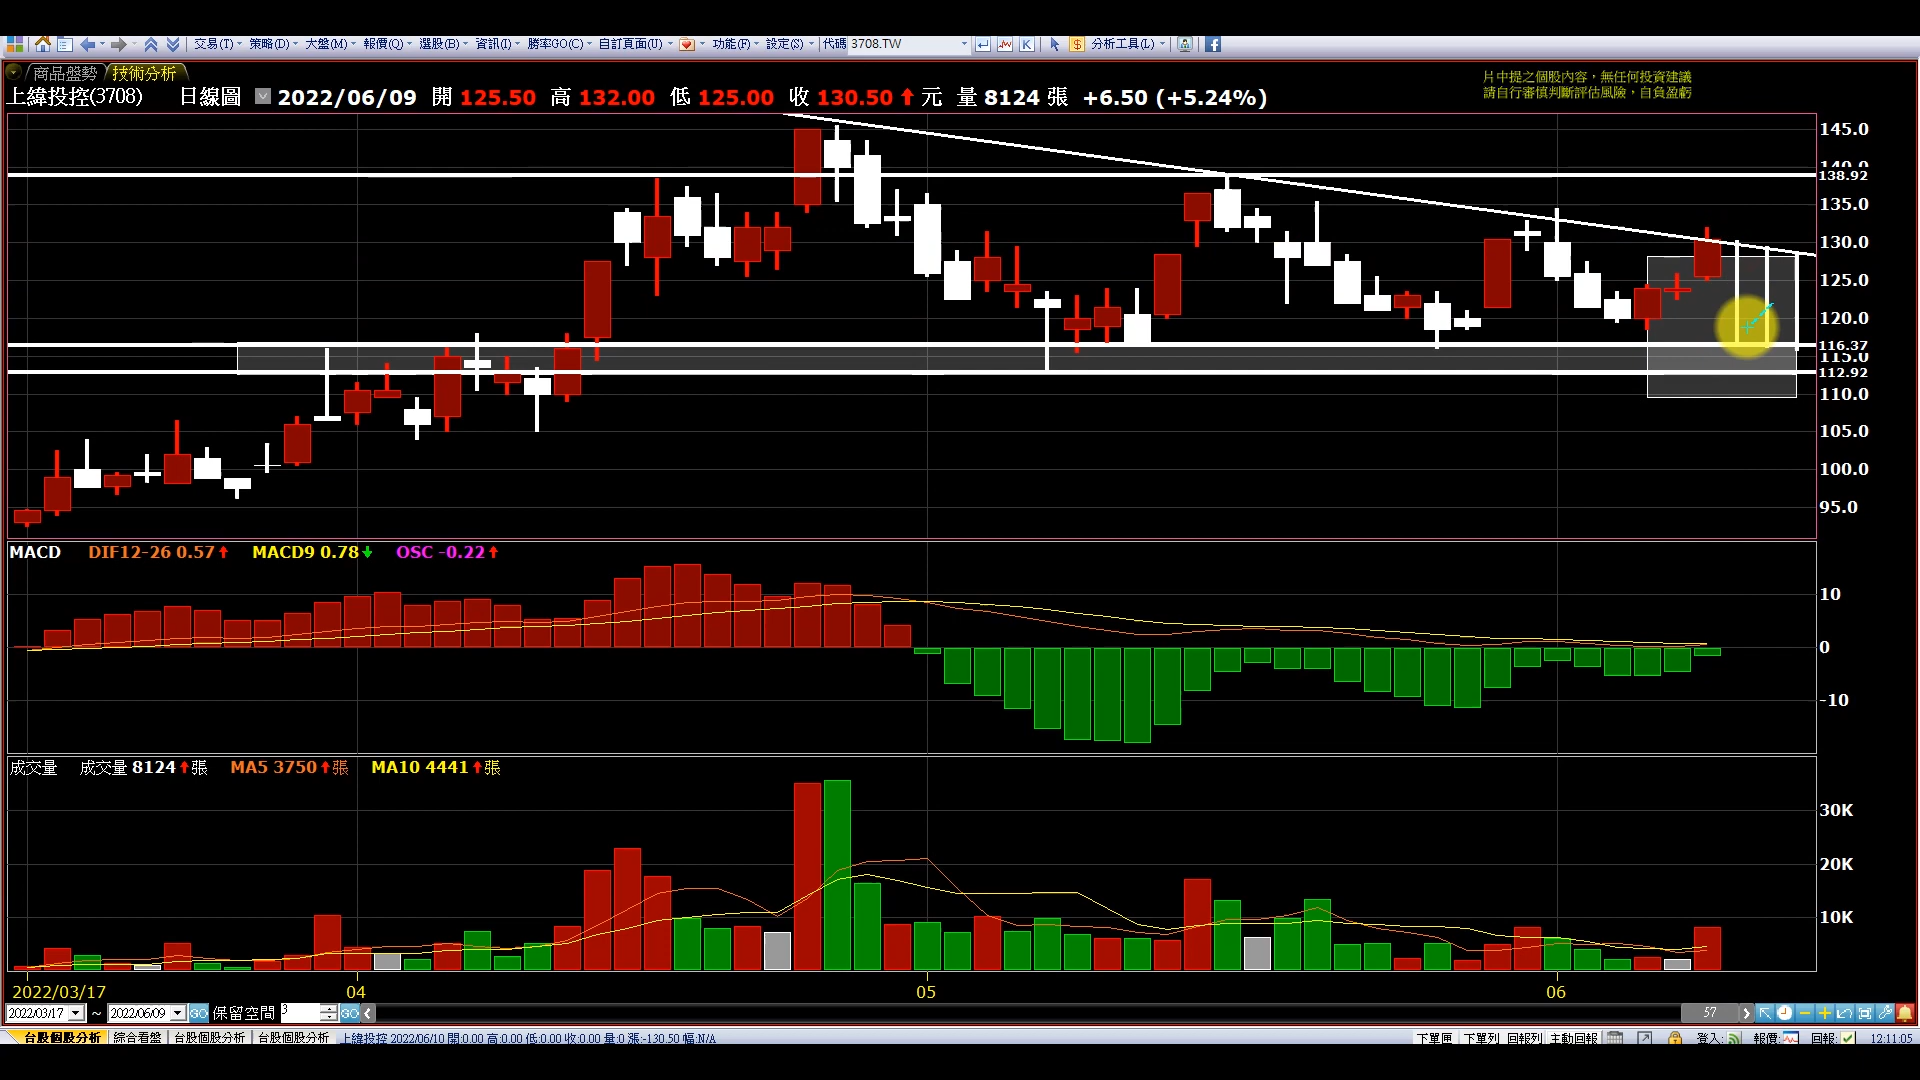 交易(T) 策略(D) 大盤(M) 報價(Q) 選股(B) 資訊(I) 勝率GO(C) 自訂頁面(U) 功能(F) 設定(S) 代碼 3708.TW K $ 分析工具(L)
商品盤勢 技術分析
片中提之個股內容，無任何投資建議
請自行審慎判斷評估風險，自負盈虧
上緯投控(3708) 日線圖 2022/06/09 開 125.50 高 132.00 低 125.00 收 130.50 元 量 8124 張 +6.50 (+5.24%)
145.0
140.0
138.92
135.0
130.0
125.0
120.0
116.37
115.0
112.92
110.0
105.0
100.0
95.0
MACD DIF12-26 0.57 MACD9 0.78 OSC -0.22
10
0
-10
成交量 成交量 8124 張 MA5 3750 張 MA10 4441 張
30K
20K
10K
2022/03/17 04 05 06
2022/03/17 ~ 2022/06/09 GO 保留空間 3 GO 57
台股個股分析 綜合看盤 台股個股分析 台股個股分析 上緯投控 2022/06/10 開:0.00 高:0.00 低:0.00 收:0.00 量:0 漲:-130.50 幅:N/A 下單匣 下單列 回報列 主動回報 登入: 報價: 回報: 12:11:05